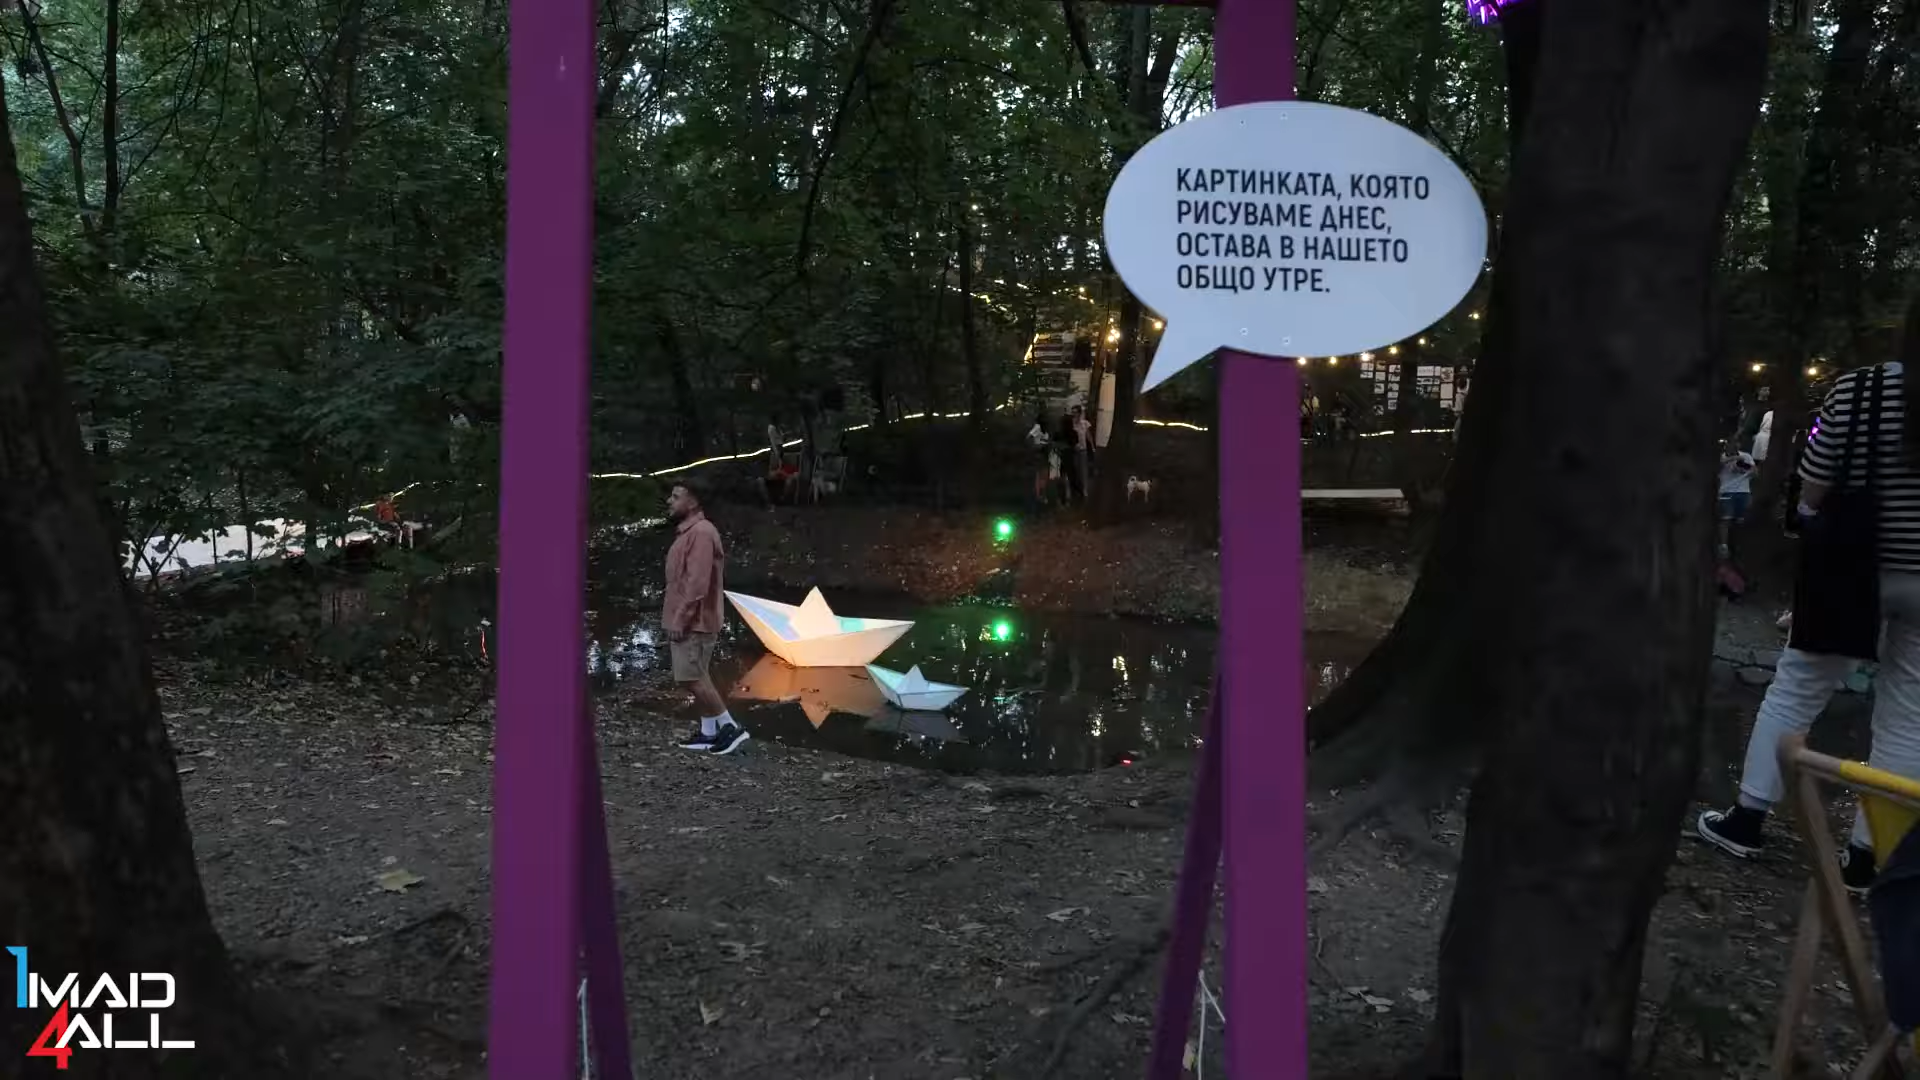 КАРТИНКАТА, КОЯТО
РИСУВАМЕ ДНЕС,
ОСТАВА В НАШЕТО
ОБЩО УТРЕ.
1MAD
4ALL